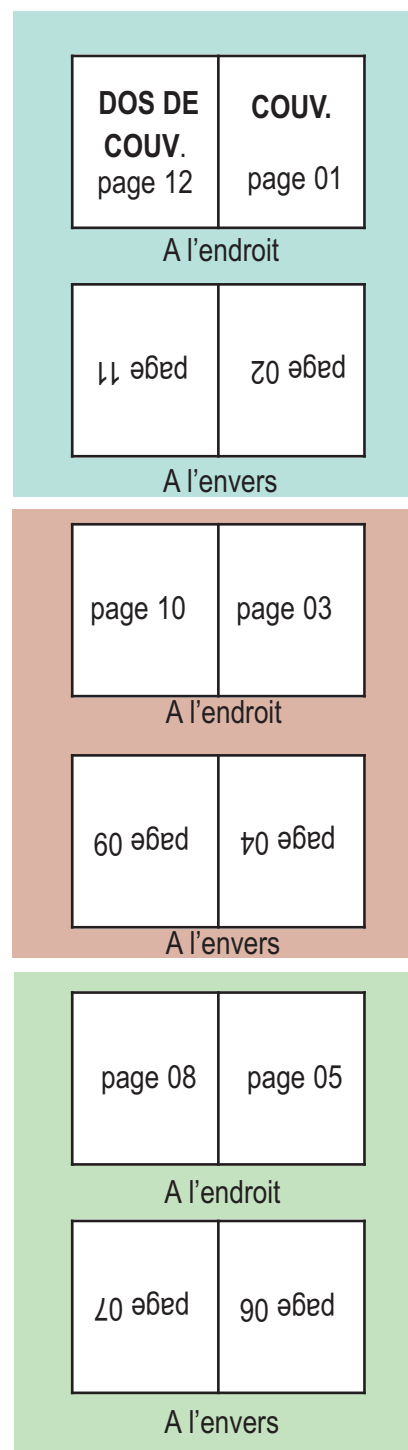 DOS DE
COUV.
page 12
COUV.
page 01
A l'endroit
page 11
page 02
A l'envers
page 10
page 03
A l'endroit
page 09
page 04
A l'envers
page 08
page 05
A l'endroit
page 07
page 06
A l'envers